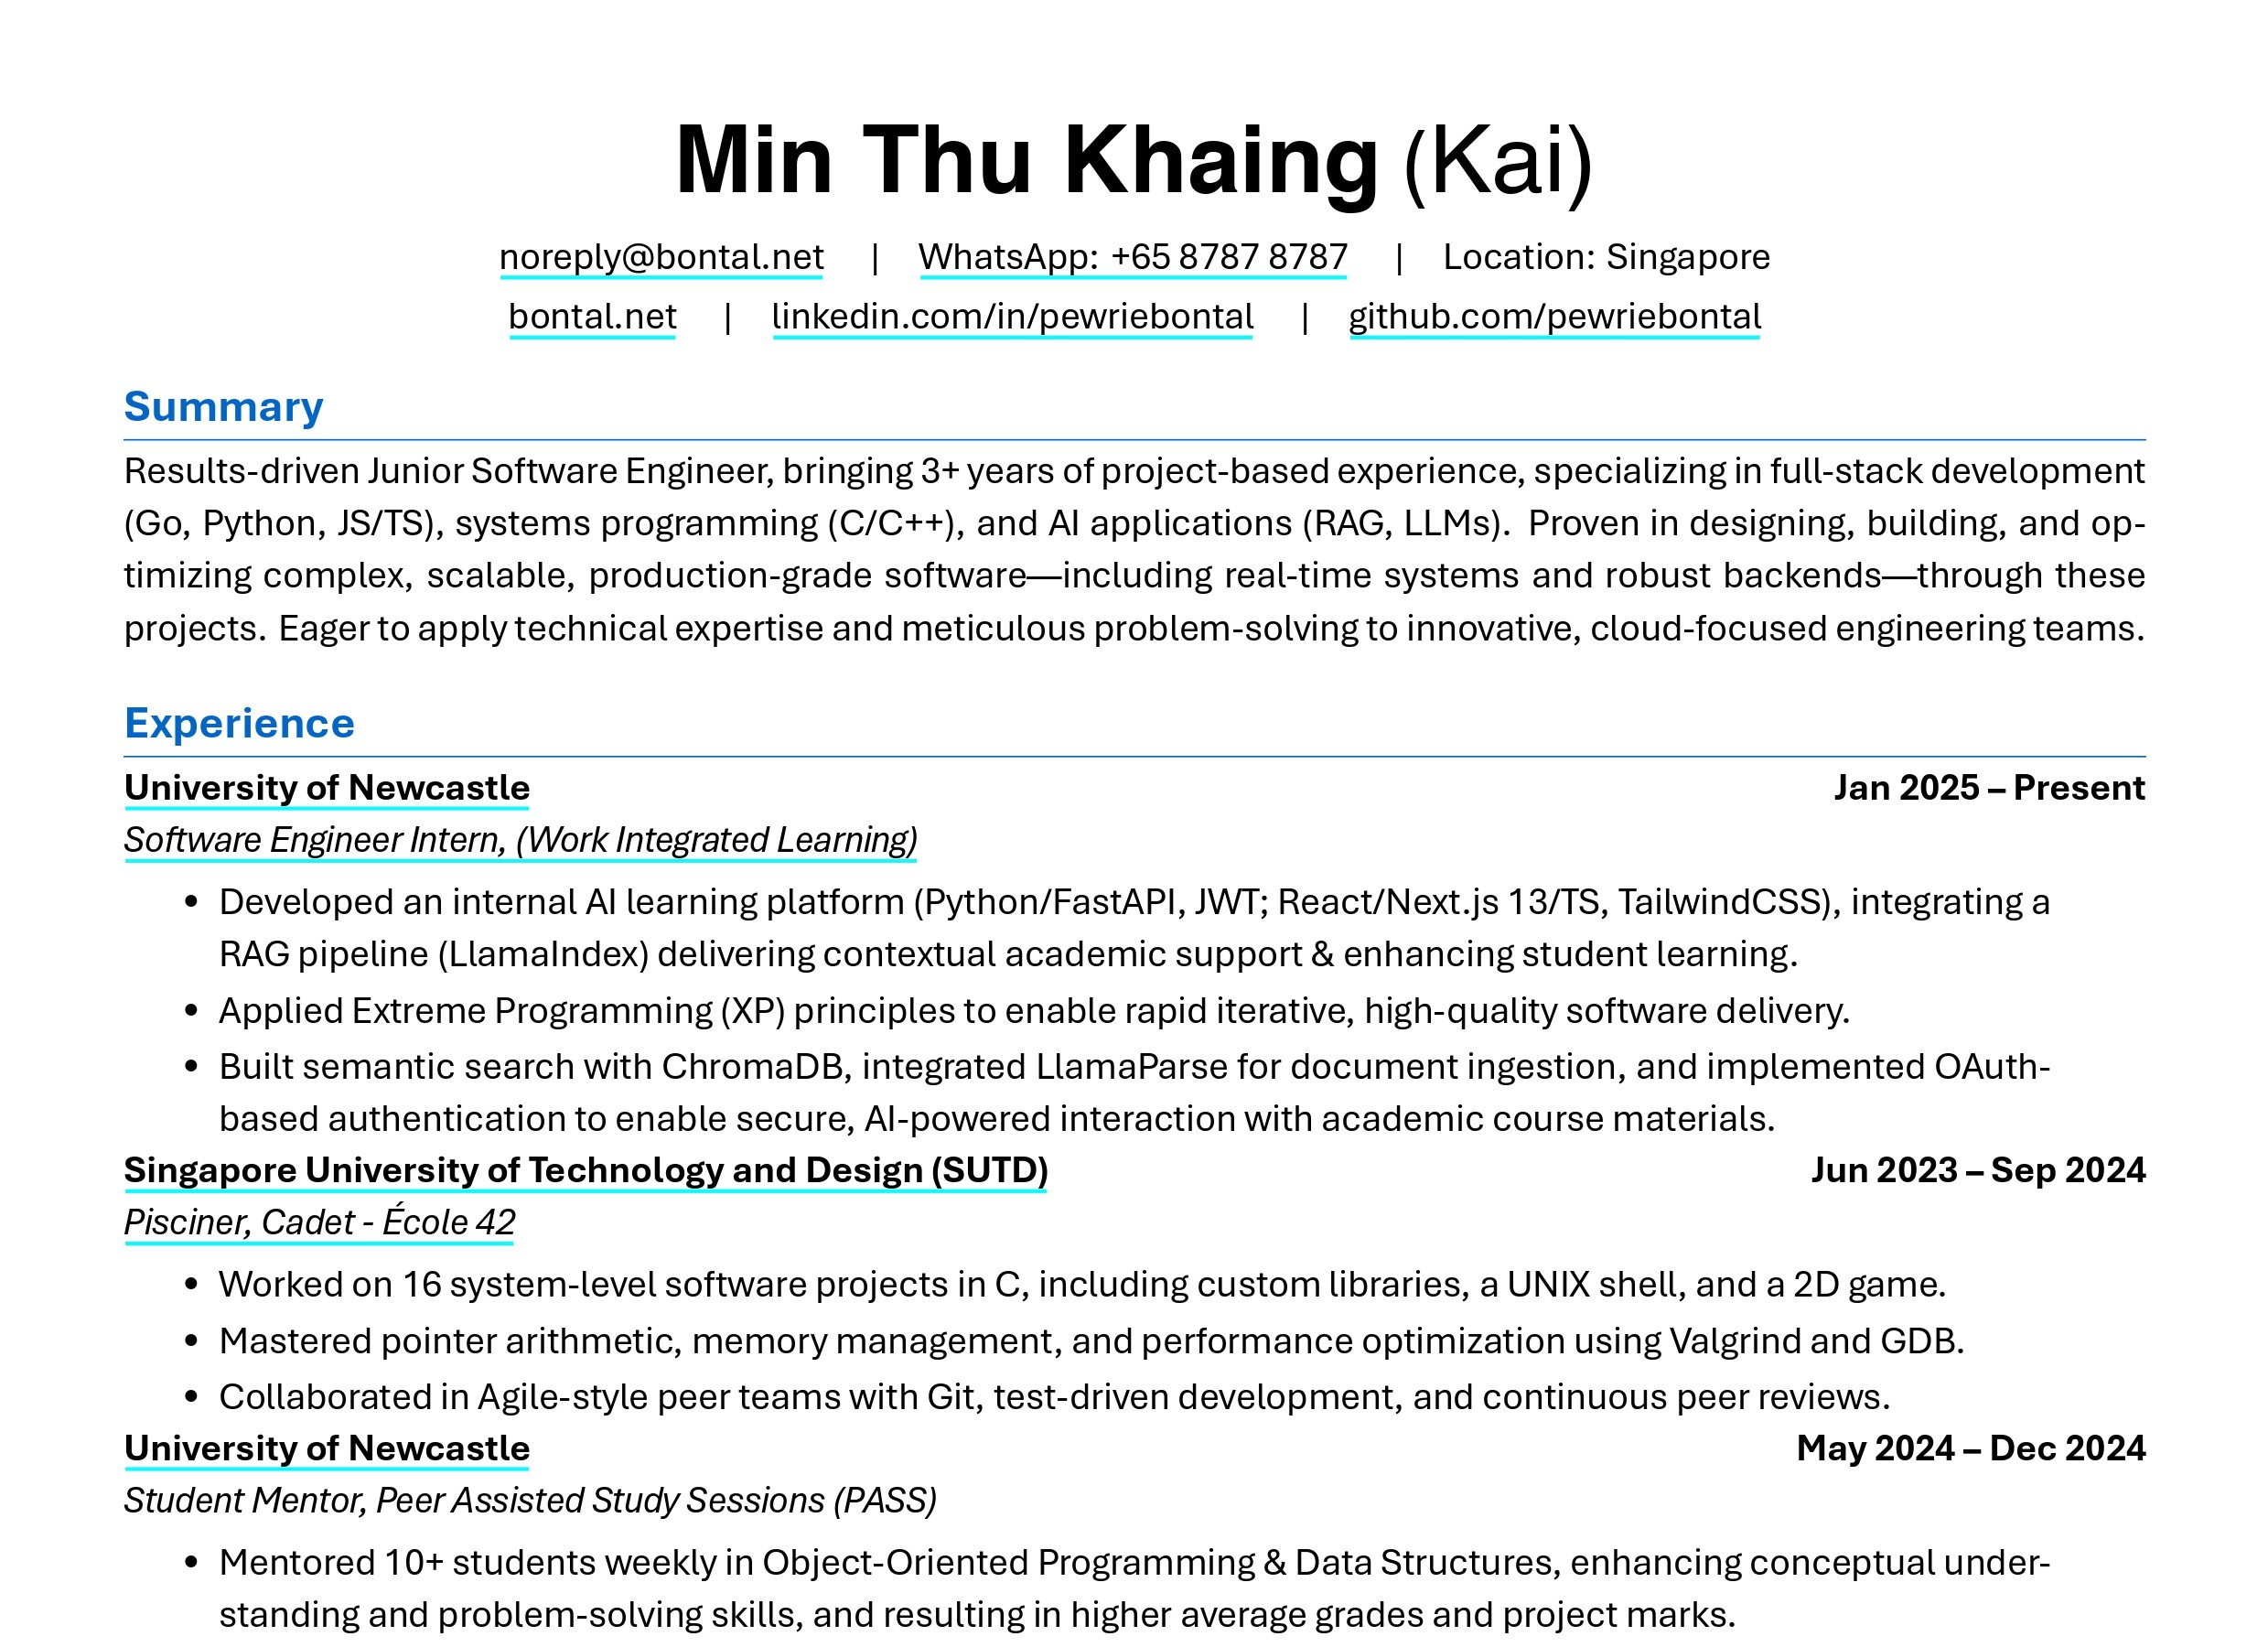 Min Thu Khaing (Kai)
noreply@bontal.net | WhatsApp: +65 8787 8787 | Location: Singapore
bontal.net | linkedin.com/in/pewriebontal | github.com/pewriebontal
Summary
Results-driven Junior Software Engineer, bringing 3+ years of project-based experience, specializing in full-stack development
(Go, Python, JS/TS), systems programming (C/C++), and AI applications (RAG, LLMs). Proven in designing, building, and op-
timizing complex, scalable, production-grade software—including real-time systems and robust backends—through these
projects. Eager to apply technical expertise and meticulous problem-solving to innovative, cloud-focused engineering teams.
Experience
University of Newcastle Jan 2025 – Present
Software Engineer Intern, (Work Integrated Learning)
• Developed an internal AI learning platform (Python/FastAPI, JWT; React/Next.js 13/TS, TailwindCSS), integrating a
RAG pipeline (LlamaIndex) delivering contextual academic support & enhancing student learning.
• Applied Extreme Programming (XP) principles to enable rapid iterative, high-quality software delivery.
• Built semantic search with ChromaDB, integrated LlamaParse for document ingestion, and implemented OAuth-
based authentication to enable secure, AI-powered interaction with academic course materials.
Singapore University of Technology and Design (SUTD) Jun 2023 – Sep 2024
Pisciner, Cadet - École 42
• Worked on 16 system-level software projects in C, including custom libraries, a UNIX shell, and a 2D game.
• Mastered pointer arithmetic, memory management, and performance optimization using Valgrind and GDB.
• Collaborated in Agile-style peer teams with Git, test-driven development, and continuous peer reviews.
University of Newcastle May 2024 – Dec 2024
Student Mentor, Peer Assisted Study Sessions (PASS)
• Mentored 10+ students weekly in Object-Oriented Programming & Data Structures, enhancing conceptual under-
standing and problem-solving skills, and resulting in higher average grades and project marks.